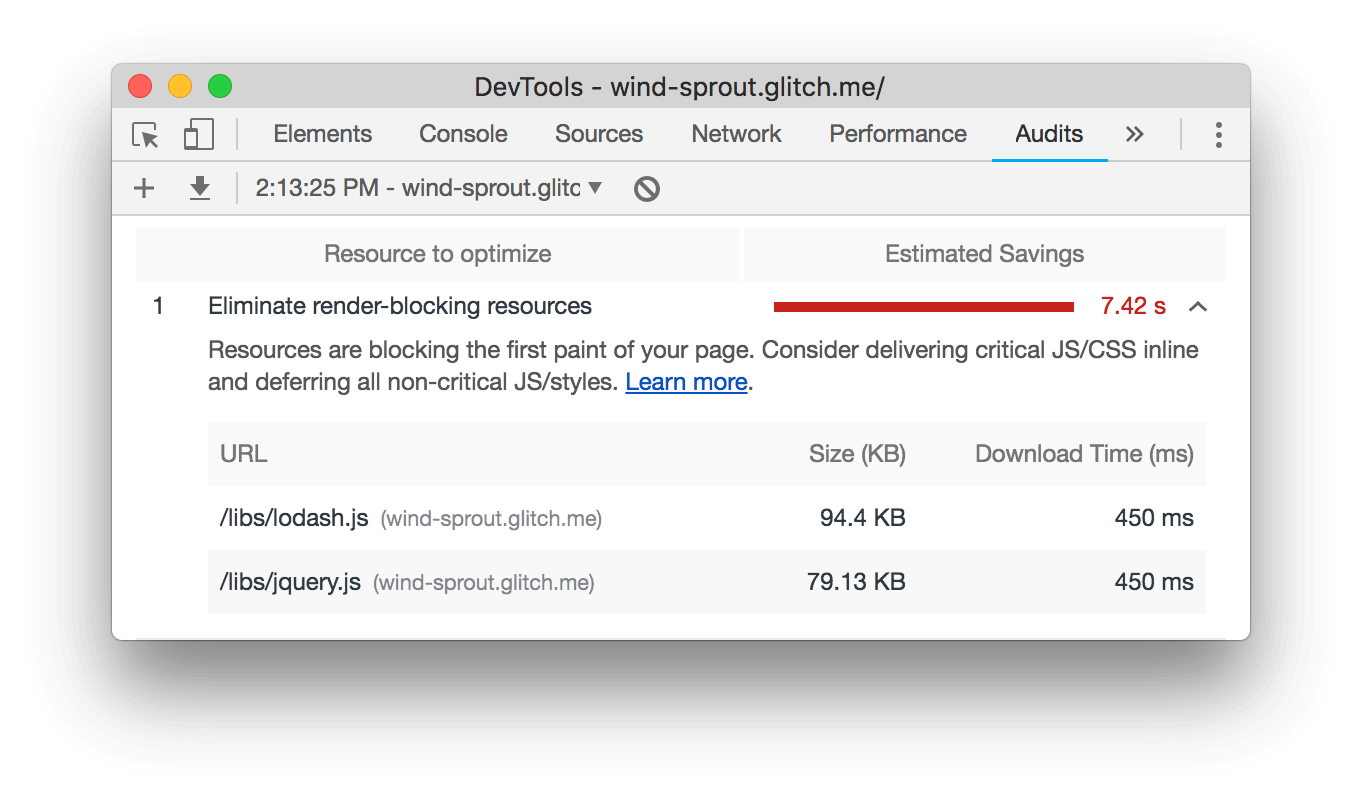 DevTools - wind-sprout.glitch.me/
Elements Console Sources Network Performance Audits »
2:13:25 PM - wind-sprout.glitc ▼
Resource to optimize Estimated Savings
1 Eliminate render-blocking resources 7.42 s
Resources are blocking the first paint of your page. Consider delivering critical JS/CSS inline
and deferring all non-critical JS/styles. Learn more.
URL Size (KB) Download Time (ms)
/libs/lodash.js (wind-sprout.glitch.me) 94.4 KB 450 ms
/libs/jquery.js (wind-sprout.glitch.me) 79.13 KB 450 ms